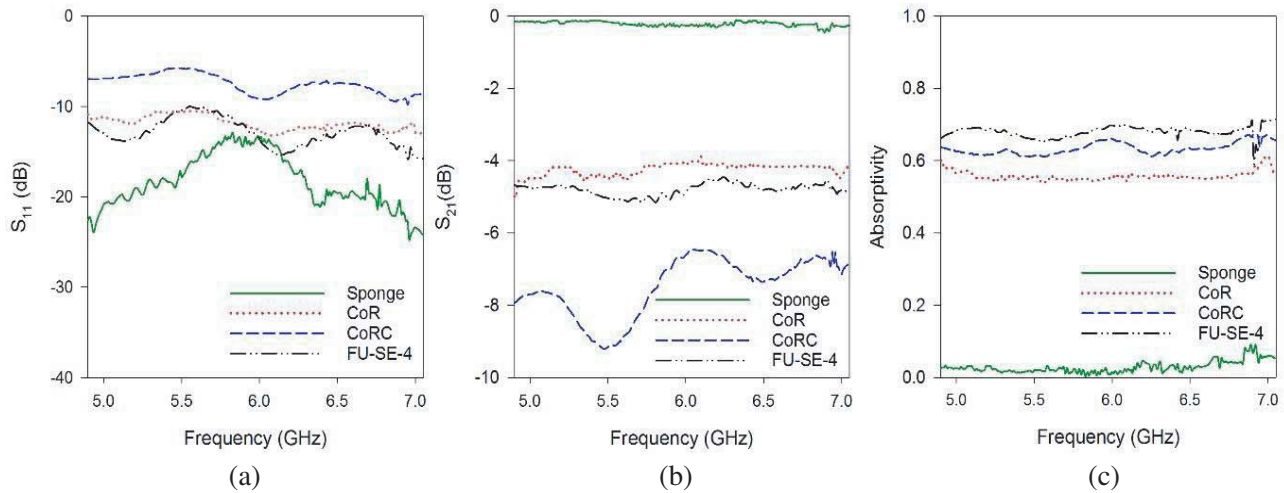 0
-10
-20
-30
-40
S11 (dB)
5.0 5.5 6.0 6.5 7.0
Frequency (GHz)
Sponge
CoR
CoRC
FU-SE-4
(a)
0
-2
-4
-6
-8
-10
S21(dB)
5.0 5.5 6.0 6.5 7.0
Frequency (GHz)
Sponge
CoR
CoRC
FU-SE-4
(b)
1.0
0.8
0.6
0.4
0.2
0.0
Absorptivity
5.0 5.5 6.0 6.5 7.0
Frequency (GHz)
Sponge
CoR
CoRC
FU-SE-4
(c)